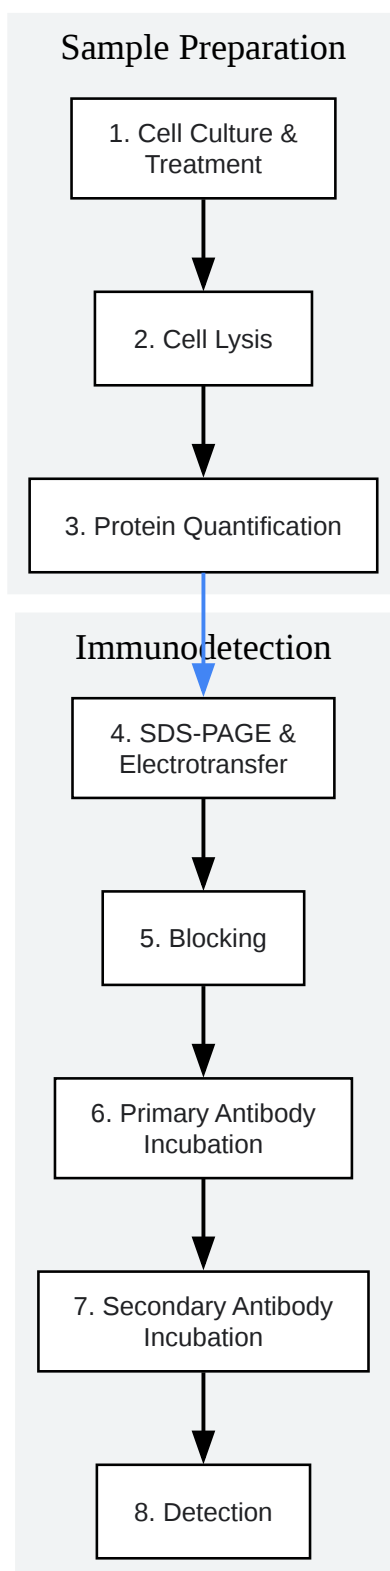 Sample Preparation
1. Cell Culture &
Treatment
2. Cell Lysis
3. Protein Quantification
Immunodetection
4. SDS-PAGE &
Electrotransfer
5. Blocking
6. Primary Antibody
Incubation
7. Secondary Antibody
Incubation
8. Detection